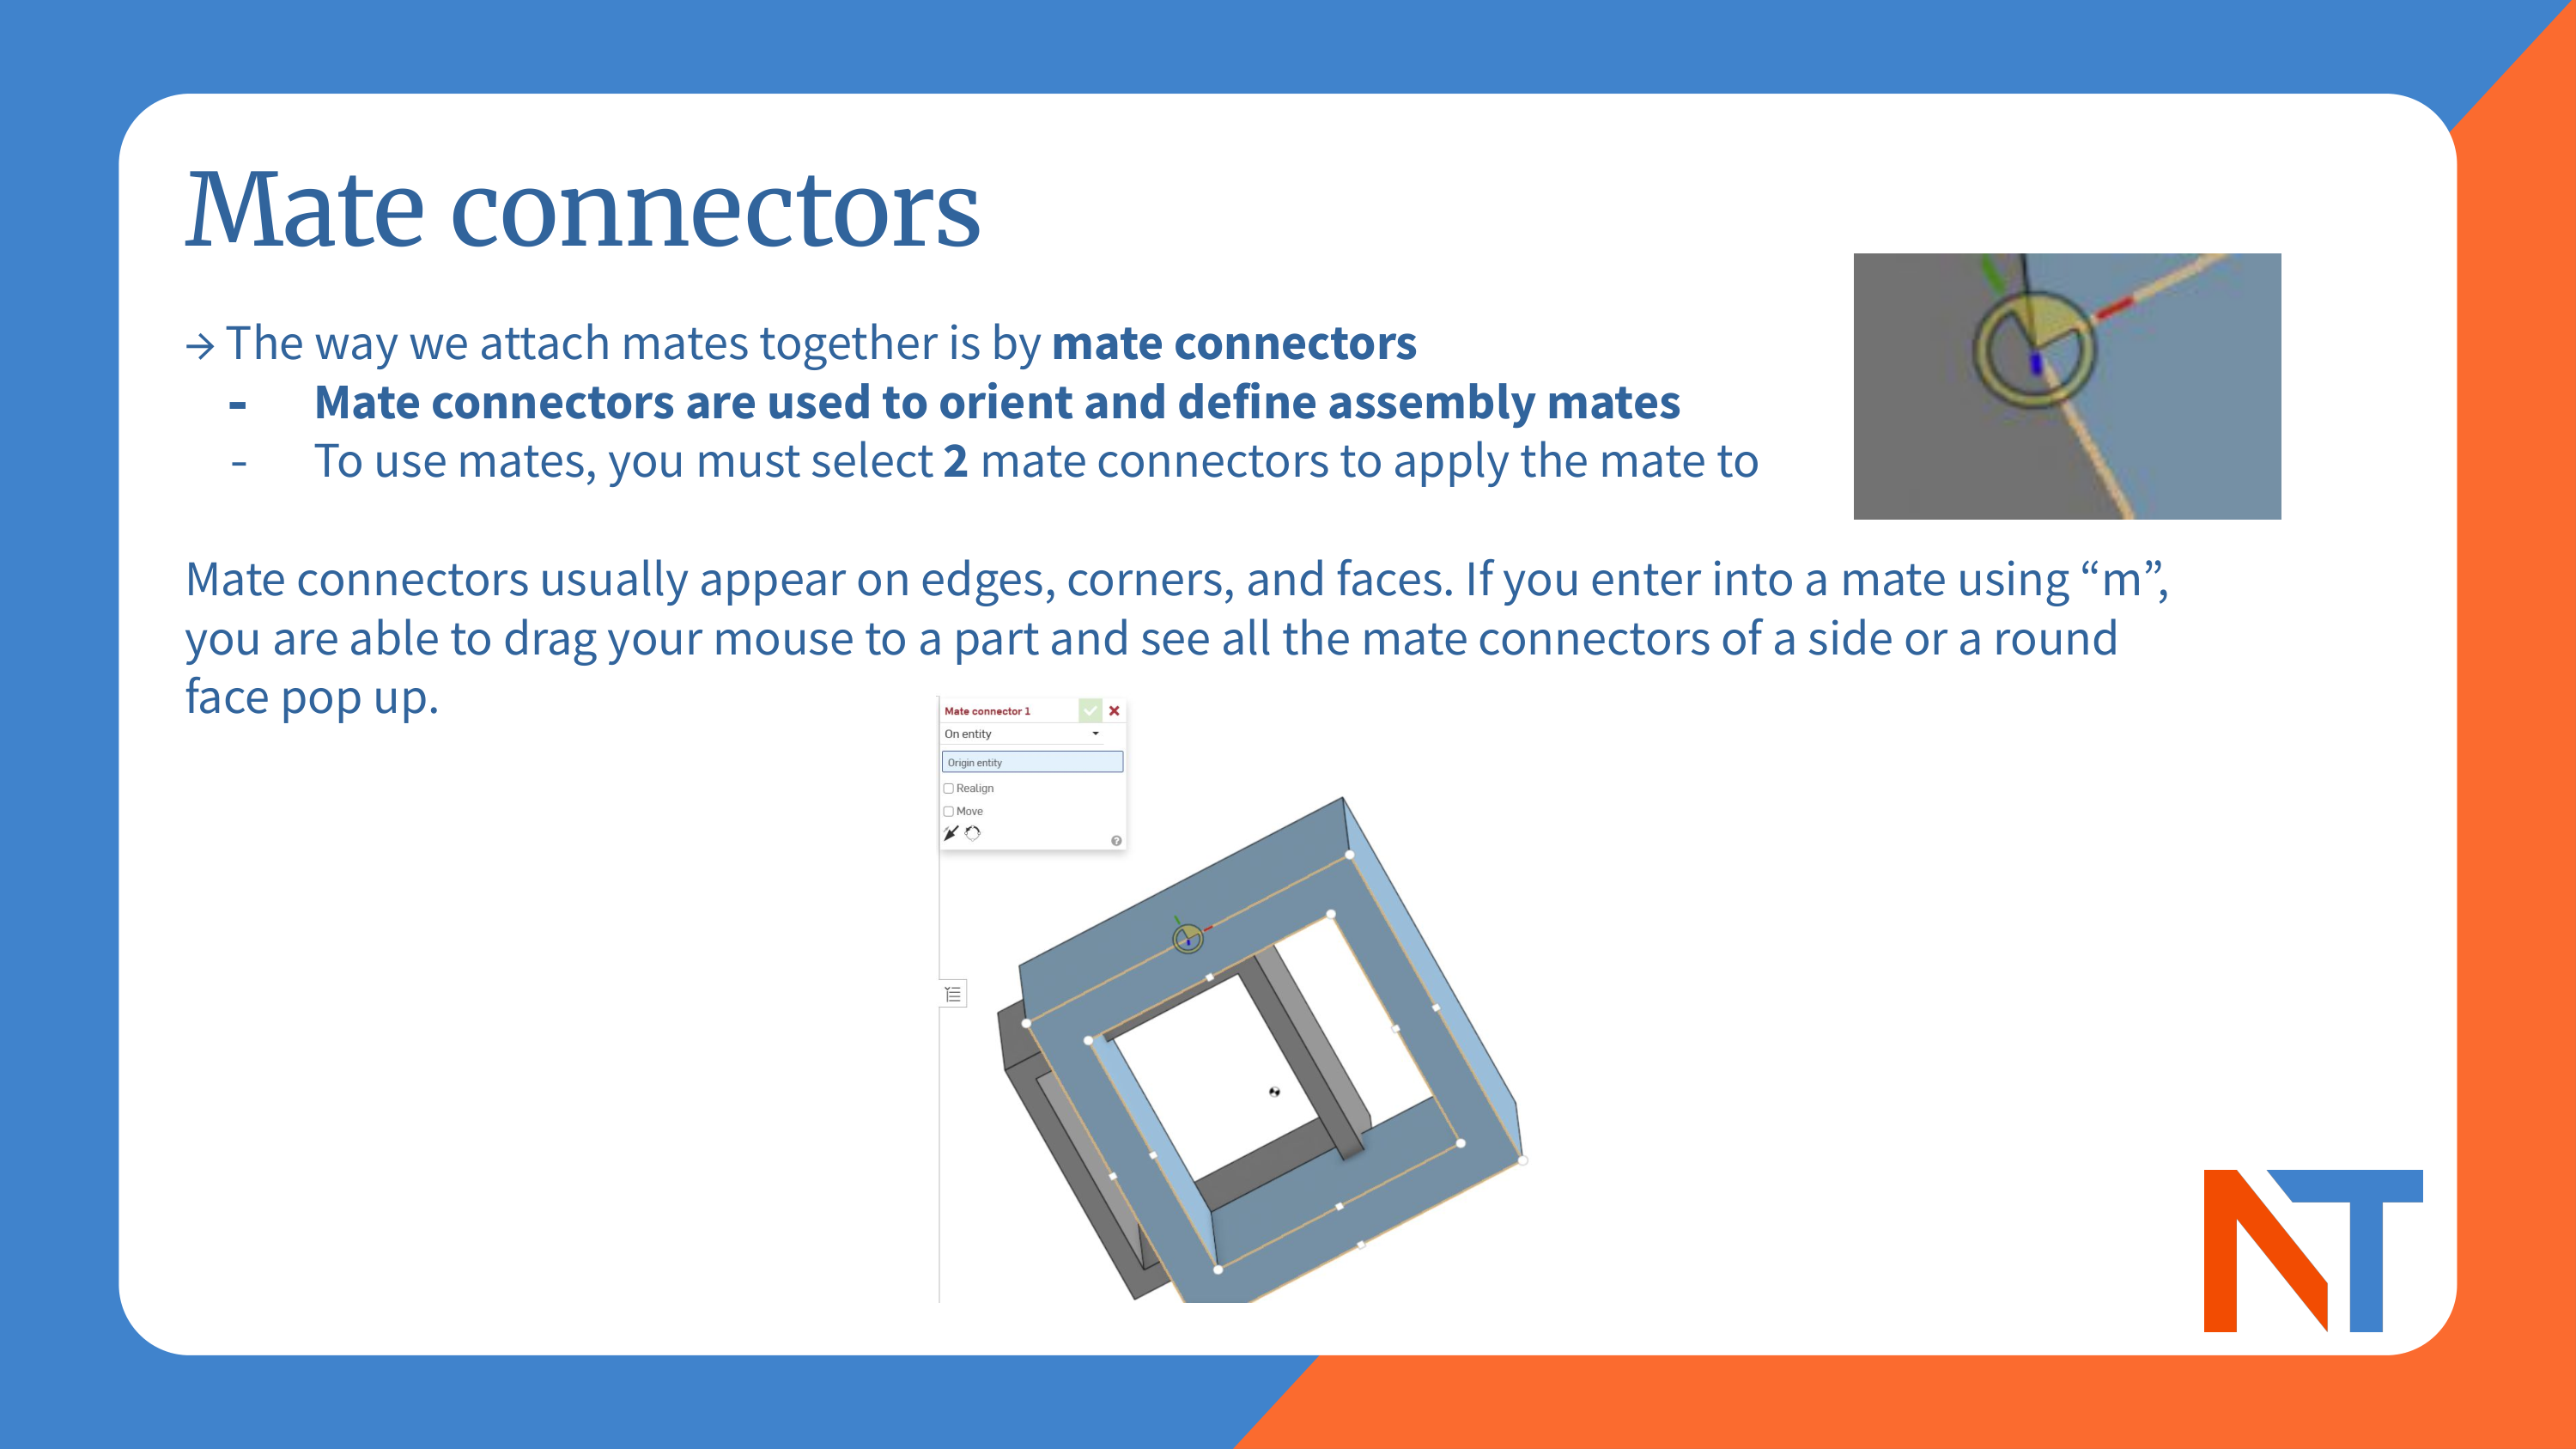 Mate connectors
→ The way we attach mates together is by mate connectors
- Mate connectors are used to orient and define assembly mates
- To use mates, you must select 2 mate connectors to apply the mate to
Mate connectors usually appear on edges, corners, and faces. If you enter into a mate using “m”,
you are able to drag your mouse to a part and see all the mate connectors of a side or a round
face pop up.
Mate connector 1
On entity
Origin entity
Realign
Move
NT